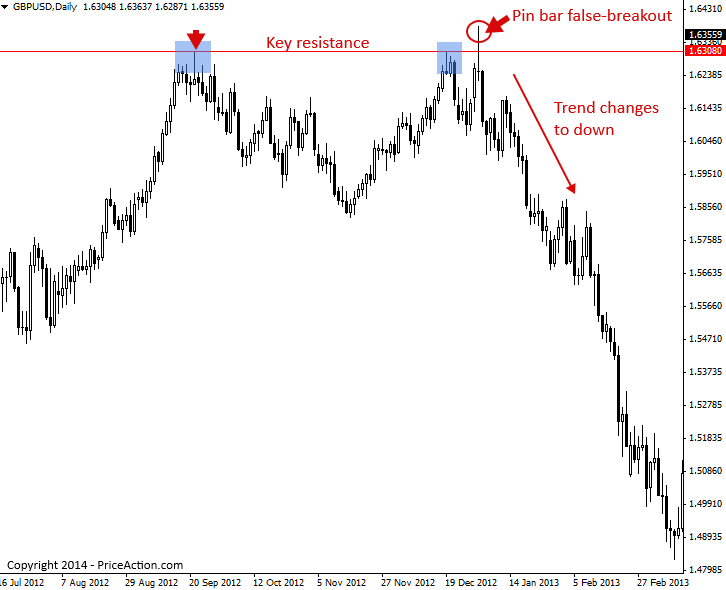 GBPUSD,Daily 1.63048 1.63637 1.62871 1.63559
1.64310
Pin bar false-breakout
1.63559
Key resistance
1.63080
1.62385
Trend changes
to down
1.61435
1.60460
1.59510
1.58560
1.57585
1.56635
1.55660
1.54710
1.53735
1.52785
1.51835
1.50860
1.49910
1.48935
Copyright 2014 - PriceAction.com
1.47985
16 Jul 2012 7 Aug 2012 29 Aug 2012 20 Sep 2012 12 Oct 2012 5 Nov 2012 27 Nov 2012 19 Dec 2012 14 Jan 2013 5 Feb 2013 27 Feb 2013